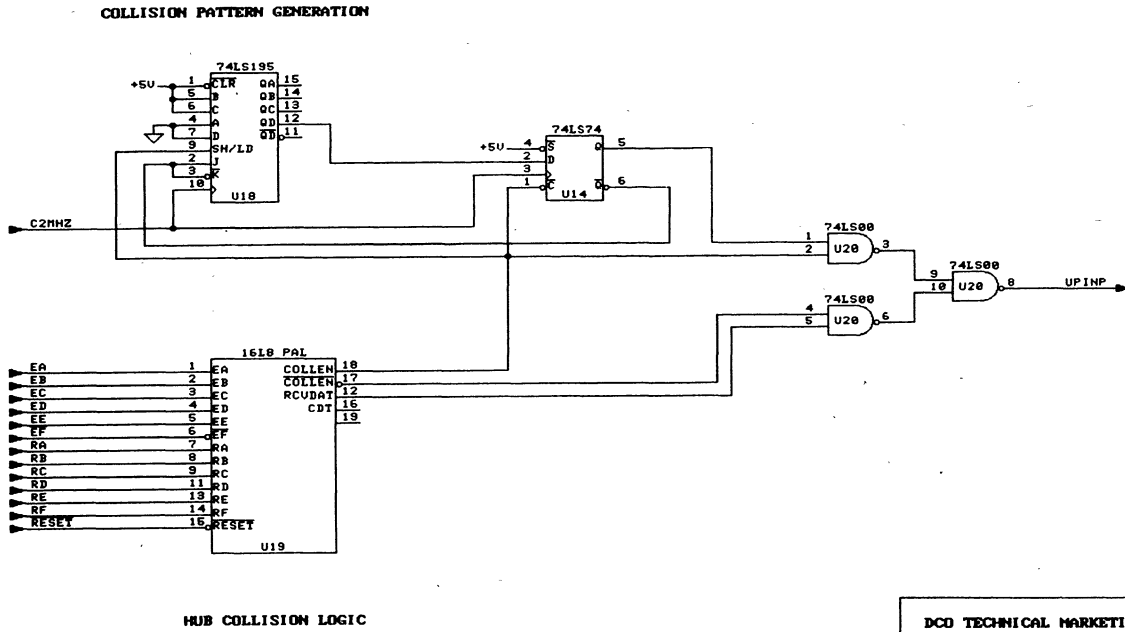 COLLISION PATTERN GENERATION
74LS195
+5V
1 CLR QA 15
5 B QB 14
6 C QC 13
4 A QD 12
7 D QD 11
9 SH/LD
2 J
3 K
10
U18
74LS74
+5V 4 S Q 5
2 D
3
1 C Q 6
U14
C2MHZ
74LS00
1
2 U20 3
74LS00
9
10 U20 8 UPINP
74LS00
4
5 U20 6
16L8 PAL
EA 1 EA COLLEN 18
EB 2 EB COLLEN 17
EC 3 EC RCVDAT 12
ED 4 ED CDT 16
EE 5 EE 19
EF 6 EF
RA 7 RA
RB 8 RB
RC 9 RC
RD 11 RD
RE 13 RE
RF 14 RF
RESET 15 RESET
U19
HUB COLLISION LOGIC
DCO TECHNICAL MARKETI